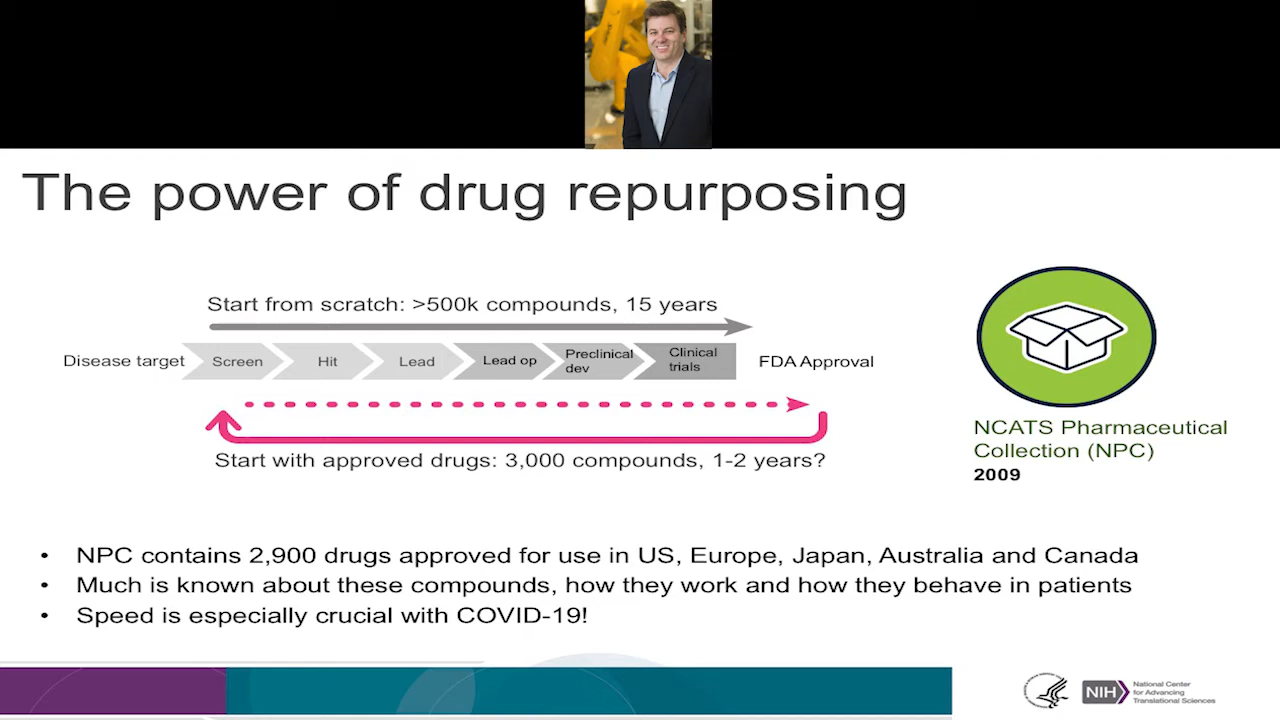 The power of drug repurposing
Start from scratch: >500k compounds, 15 years
Disease target
Screen
Hit
Lead
Lead op
Preclinical
dev
Clinical
trials
FDA Approval
Start with approved drugs: 3,000 compounds, 1-2 years?
NCATS Pharmaceutical
Collection (NPC)
2009
• NPC contains 2,900 drugs approved for use in US, Europe, Japan, Australia and Canada
• Much is known about these compounds, how they work and how they behave in patients
• Speed is especially crucial with COVID-19!
NIH
National Center
for Advancing
Translational Sciences